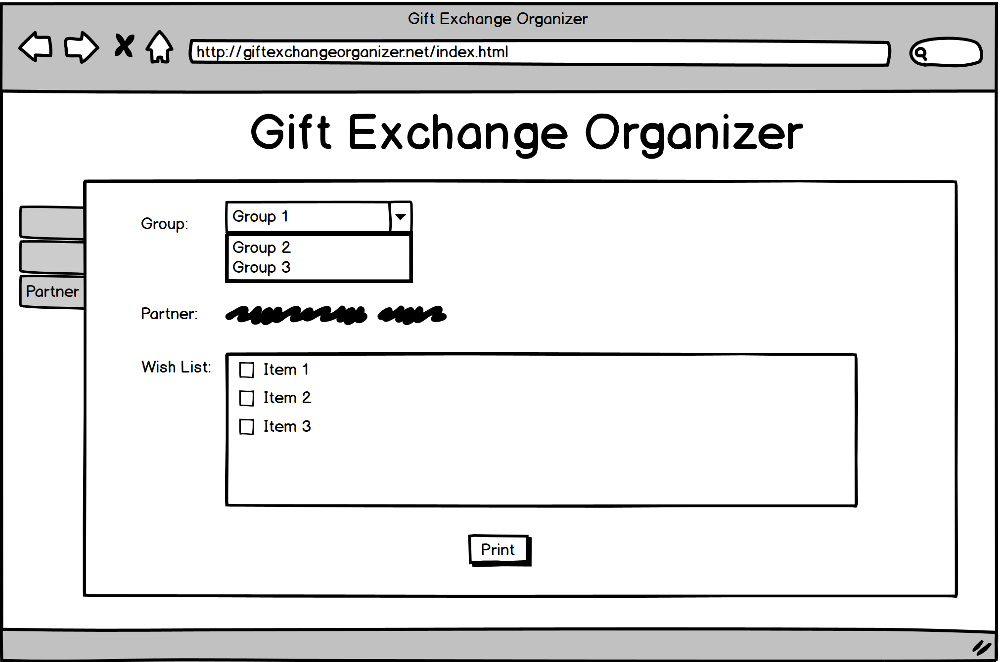 Gift Exchange Organizer
http://giftexchangeorganizer.net/index.html
Gift Exchange Organizer
Group:
Group 1
Group 2
Group 3
Partner
Partner:
Wish List:
Item 1
Item 2
Item 3
Print